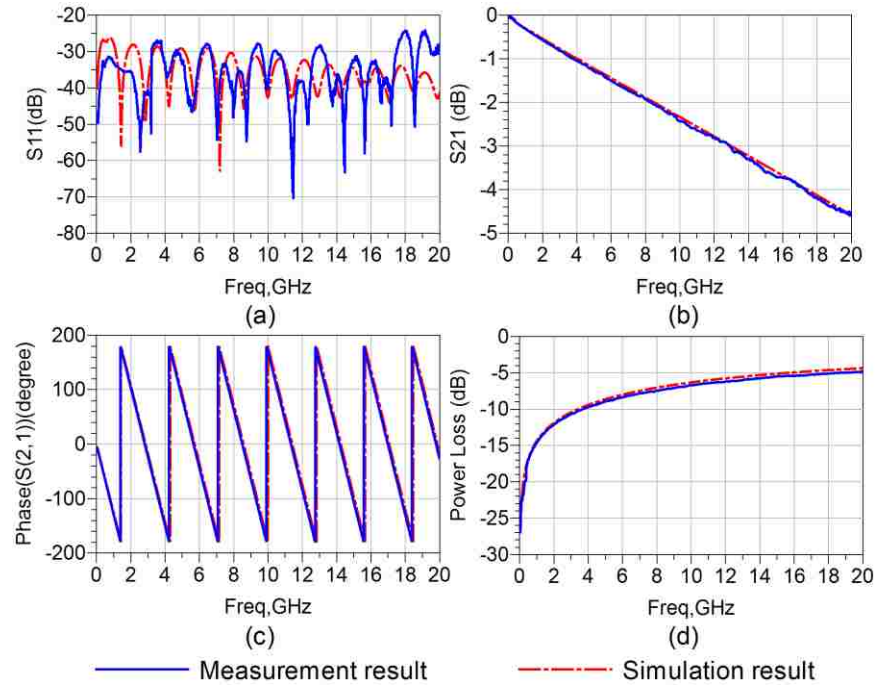 -20
-30
-40
-50
-60
-70
-80
S11(dB)
0 2 4 6 8 10 12 14 16 18 20
Freq,GHz
(a)
0
-1
-2
-3
-4
-5
S21 (dB)
0 2 4 6 8 10 12 14 16 18 20
Freq,GHz
(b)
200
100
0
-100
-200
Phase(S(2,1))(degree)
0 2 4 6 8 10 12 14 16 18 20
Freq,GHz
(c)
0
-5
-10
-15
-20
-25
-30
Power Loss (dB)
0 2 4 6 8 10 12 14 16 18 20
Freq,GHz
(d)
Measurement result
Simulation result